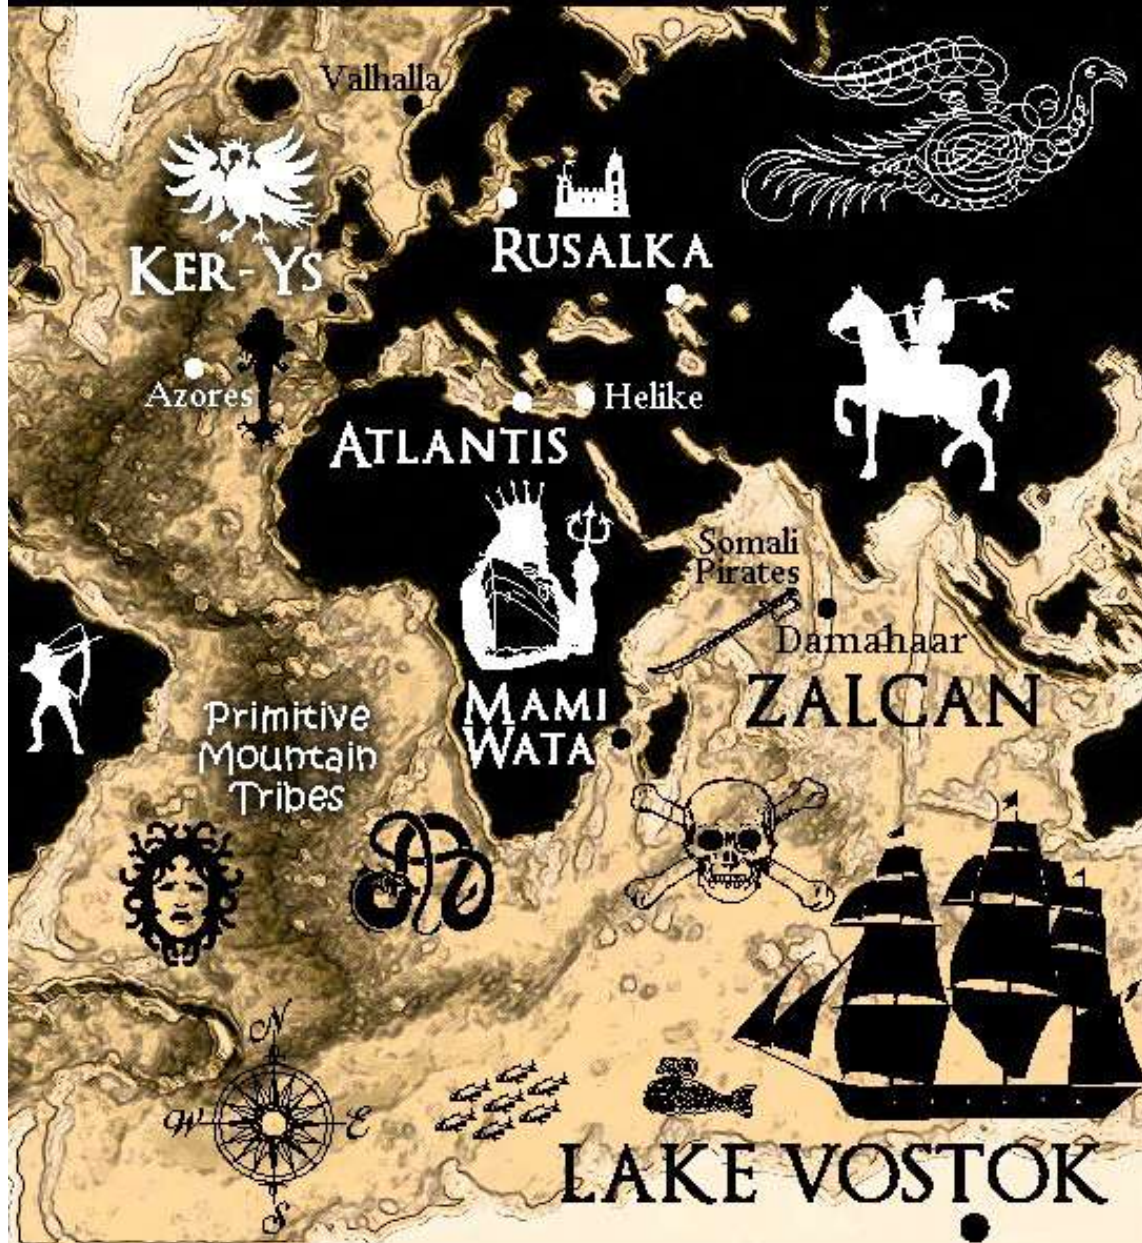 Valhalla
KER-YS
RUSALKA
Azores
Helike
ATLANTIS
Somali
Pirates
Damahaar
ZALCAN
MAMI
WATA
Primitive
Mountain
Tribes
N
W
E
S
LAKE VOSTOK